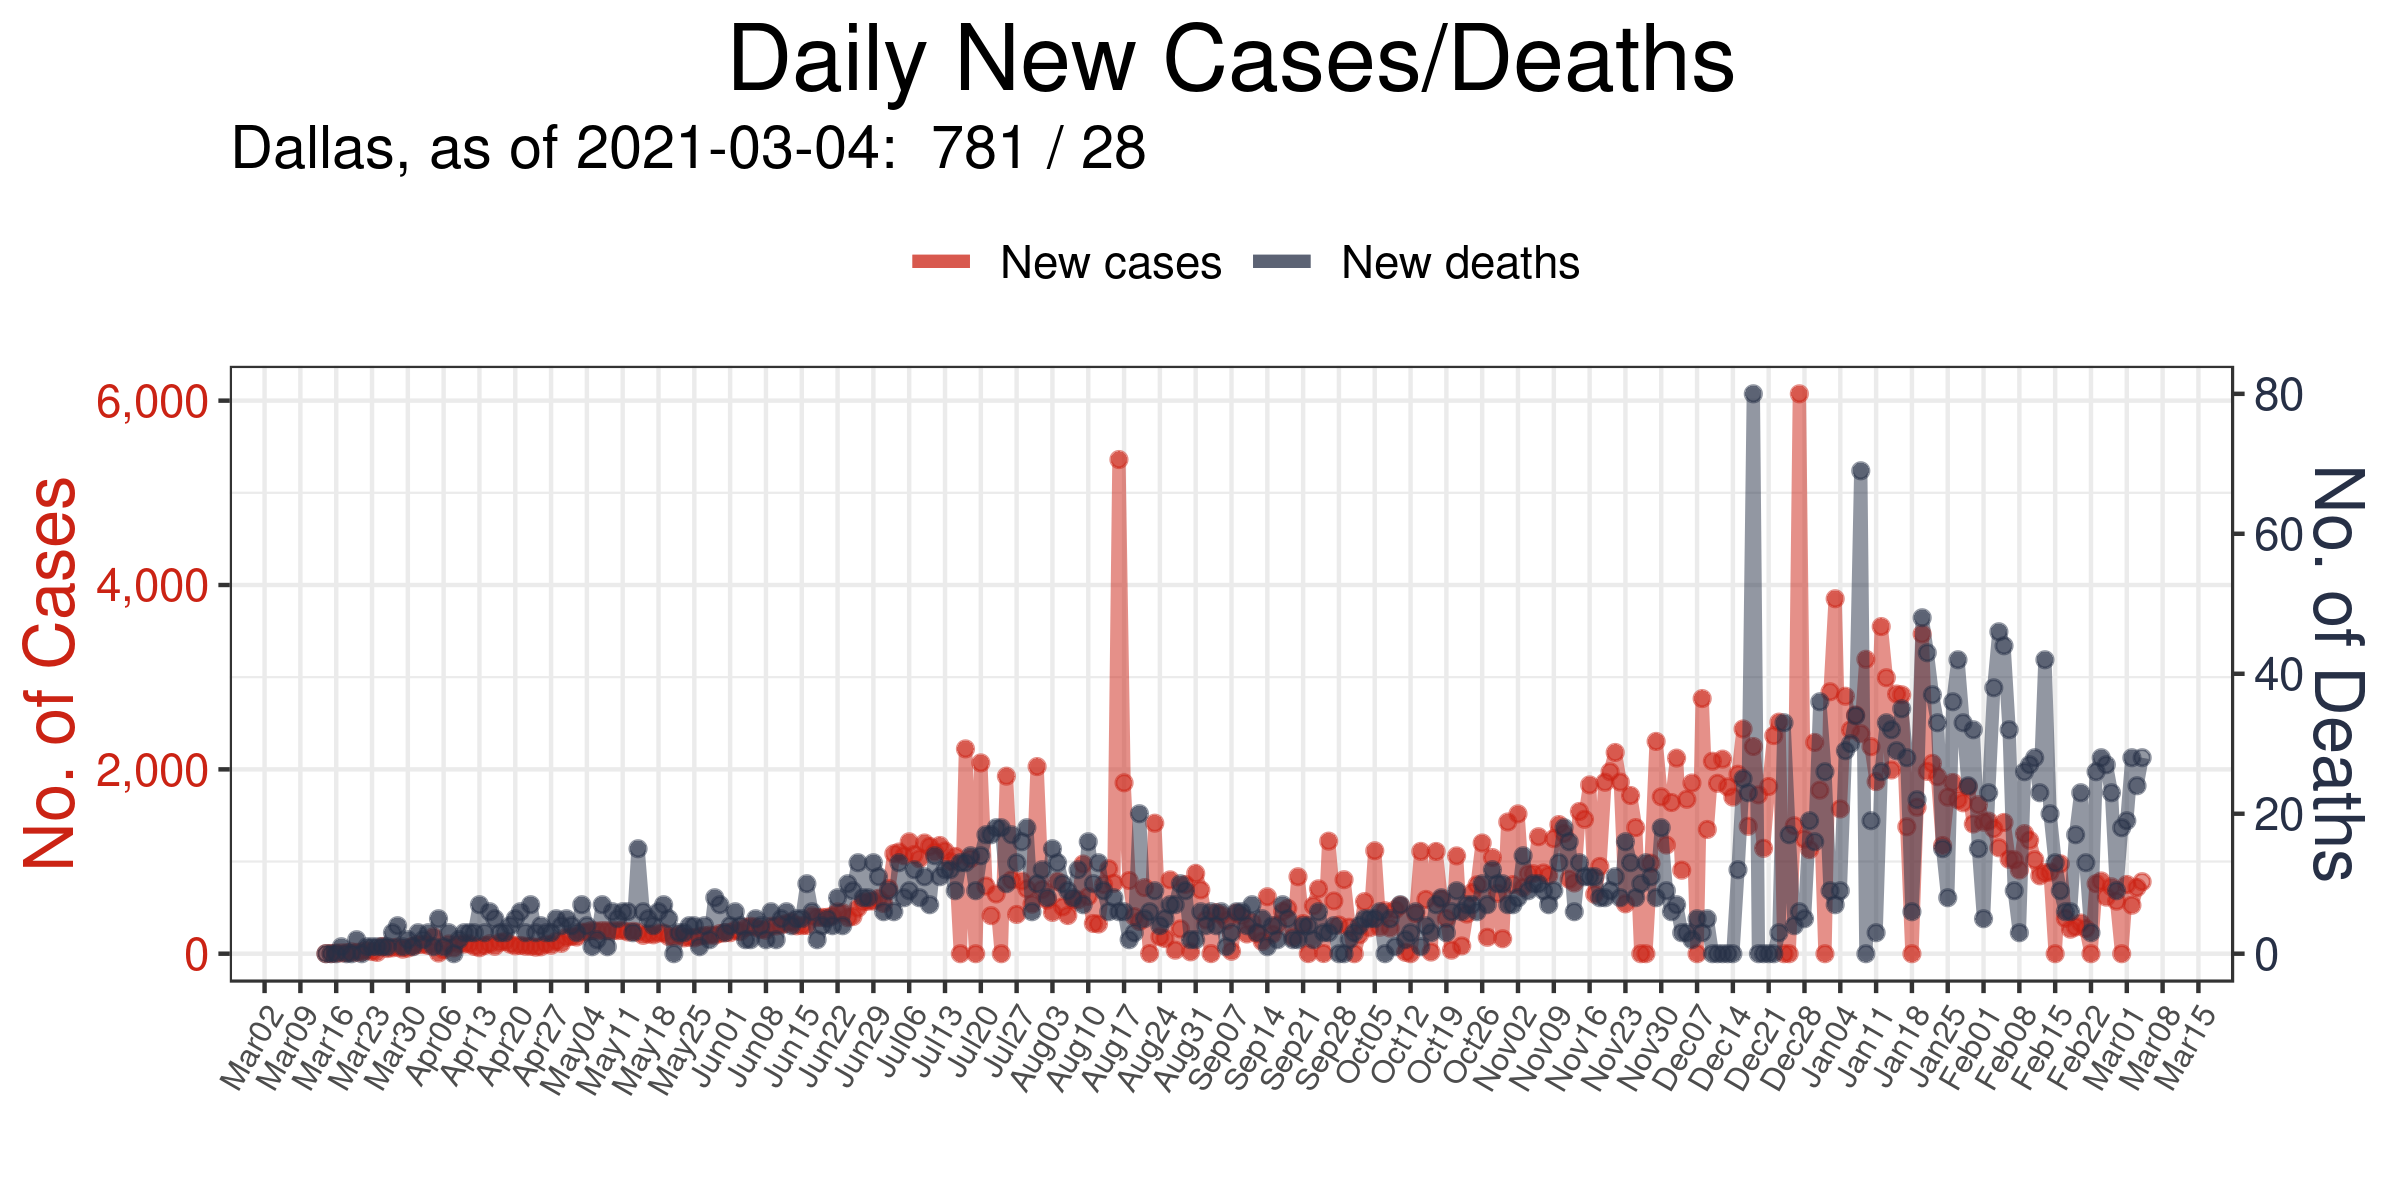 Daily New Cases/Deaths
Dallas, as of 2021-03-04:  781 / 28
New cases
New deaths
No. of Cases
6,000
4,000
2,000
0
80
60
40
20
0
No. of Deaths
Mar02
Mar09
Mar16
Mar23
Mar30
Apr06
Apr13
Apr20
Apr27
May04
May11
May18
May25
Jun01
Jun08
Jun15
Jun22
Jun29
Jul06
Jul13
Jul20
Jul27
Aug03
Aug10
Aug17
Aug24
Aug31
Sep07
Sep14
Sep21
Sep28
Oct05
Oct12
Oct19
Oct26
Nov02
Nov09
Nov16
Nov23
Nov30
Dec07
Dec14
Dec21
Dec28
Jan04
Jan11
Jan18
Jan25
Feb01
Feb08
Feb15
Feb22
Mar01
Mar08
Mar15